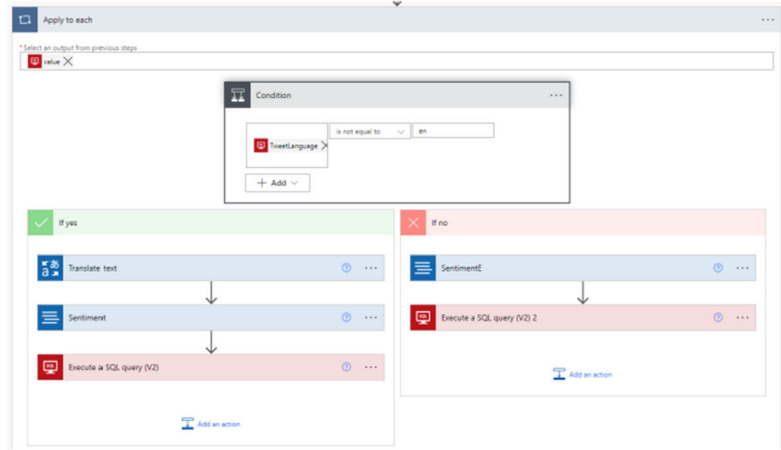 Apply to each
* Select an output from previous steps
value
Condition
TweetLanguage
is not equal to
en
Add
If yes
Translate text
Sentiment
Execute a SQL query (V2)
Add an action
If no
SentimentE
Execute a SQL query (V2) 2
Add an action